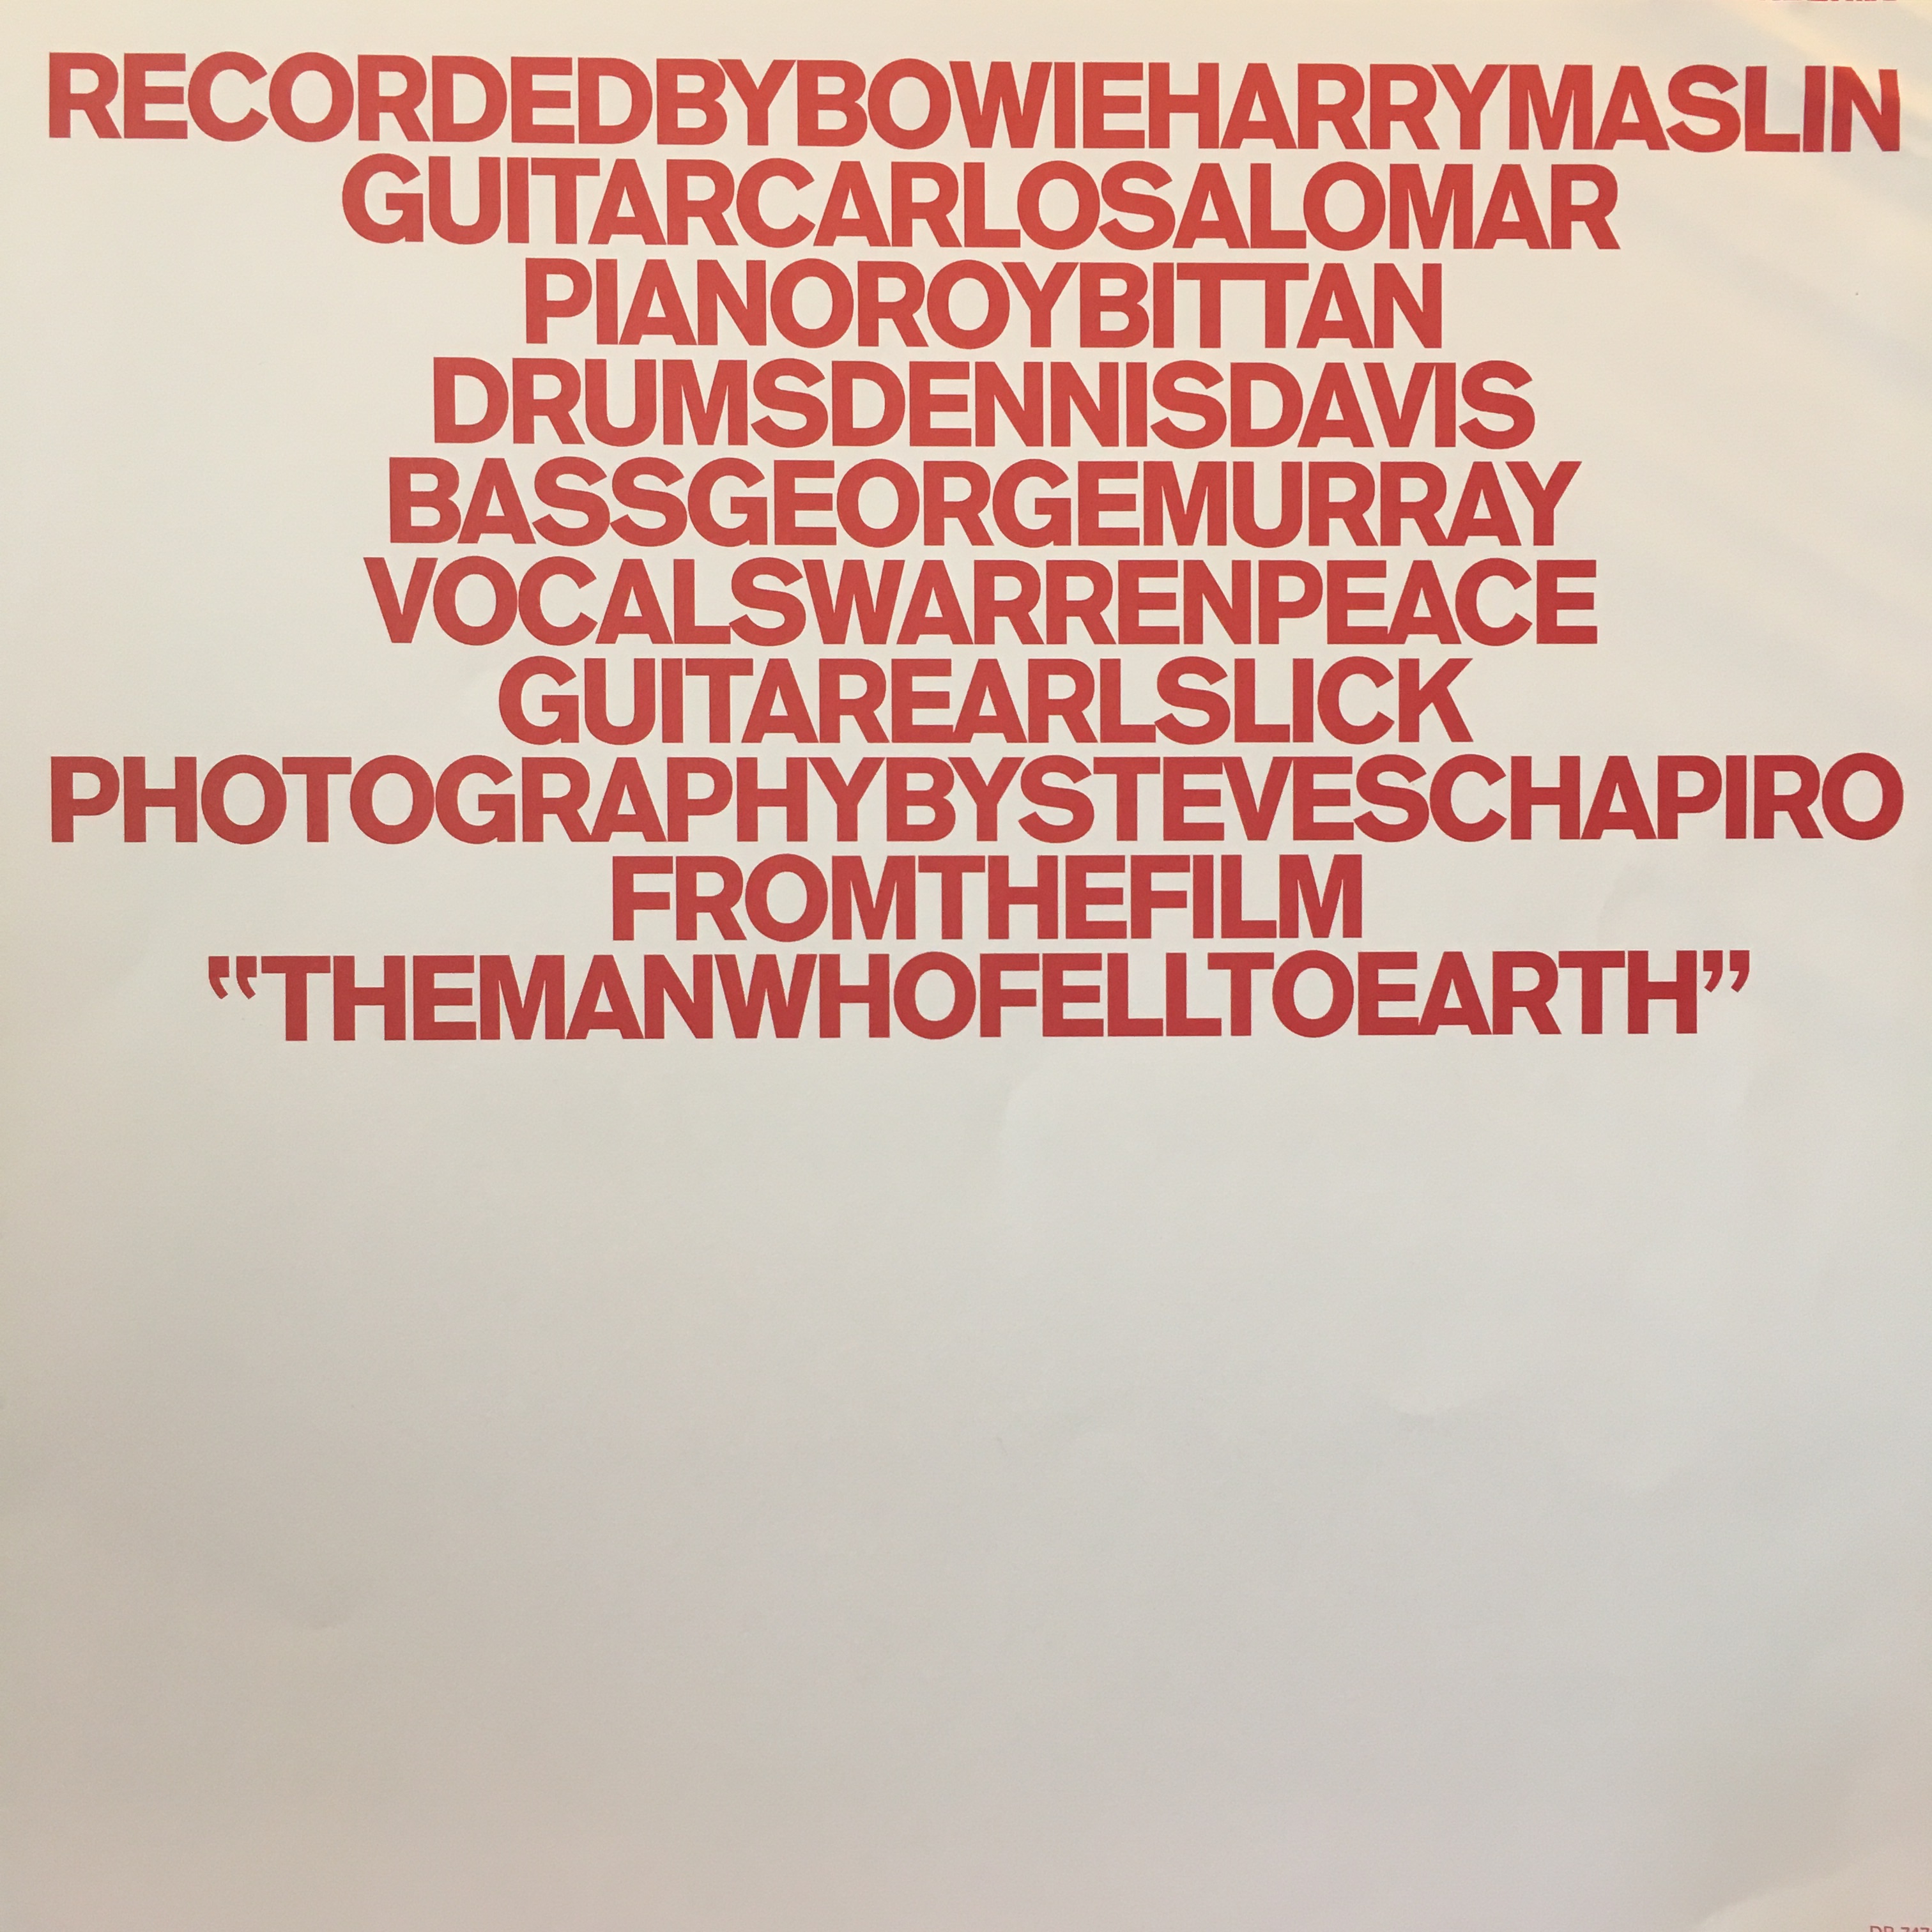 RECORDEDBYBOWIEHARRYMASLIN
GUITARCARLOSALOMAR
PIANOROYBITTAN
DRUMSDENNISDAVIS
BASSGEORGEMURRAY
VOCALSWARRENPEACE
GUITAREARLSLICK
PHOTOGRAPHYBYSTEVESCHAPIRO
FROMTHEFILM
“THEMANWHOFELLTOEARTH”